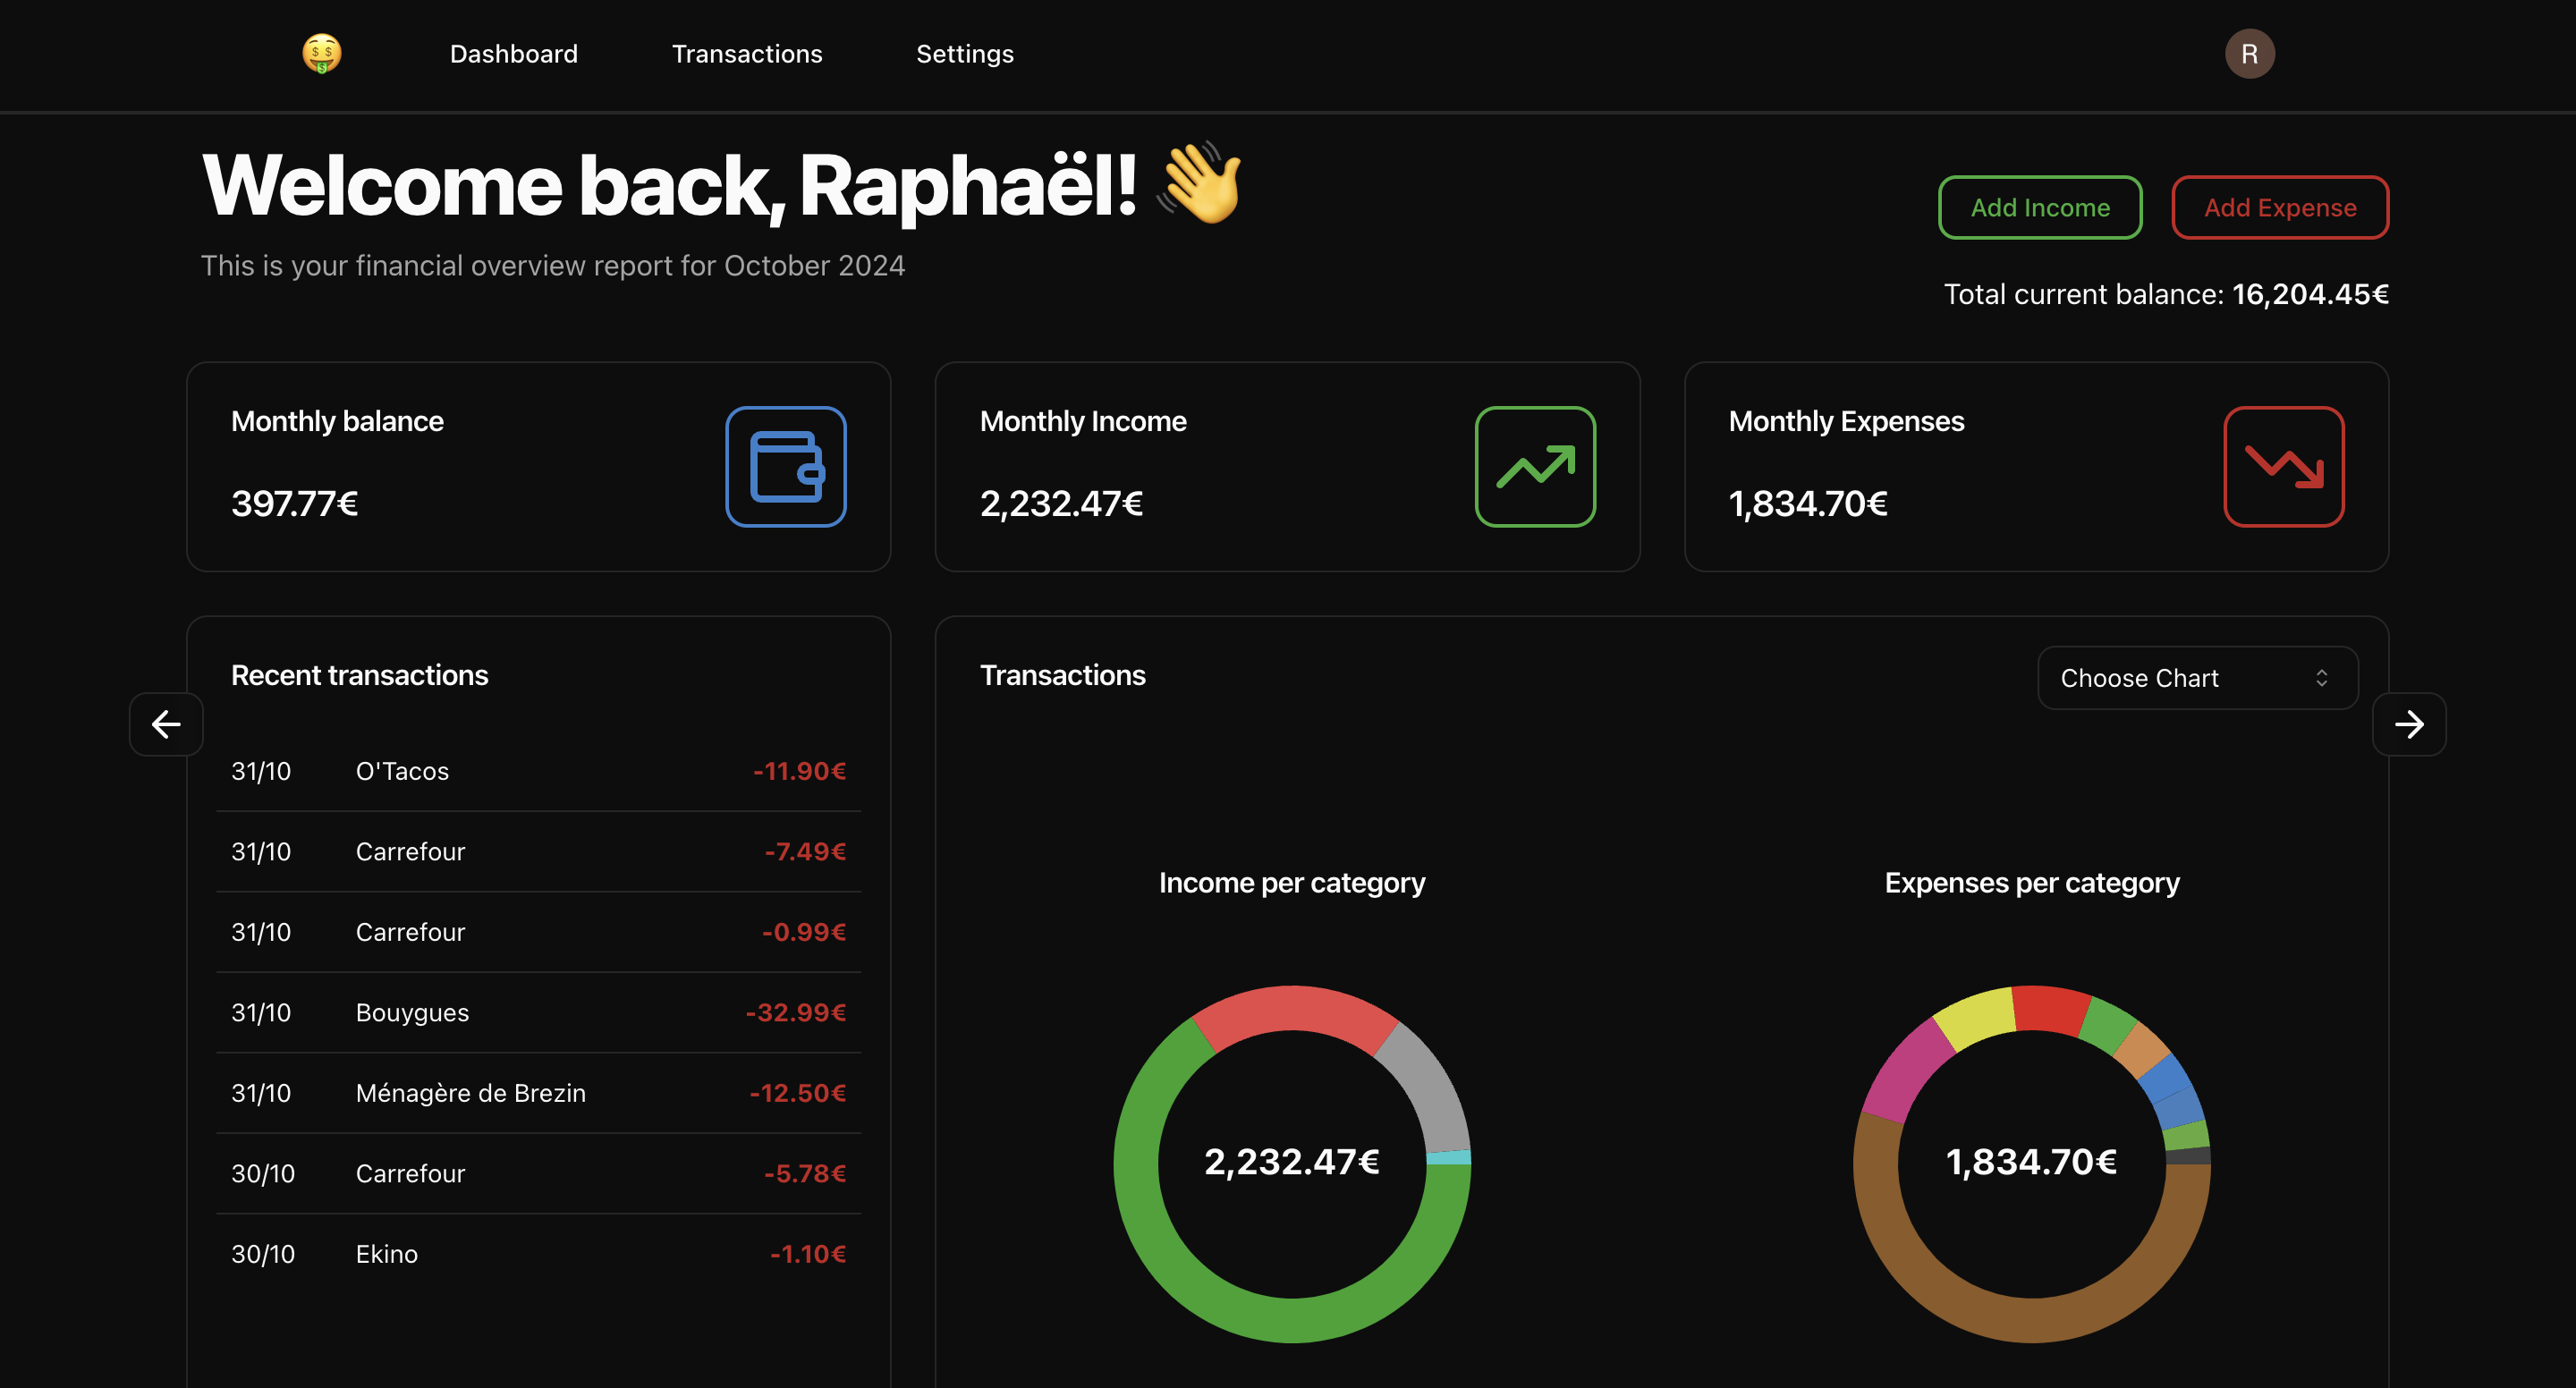 Dashboard Transactions Settings R
Welcome back, Raphaël! 👋
This is your financial overview report for October 2024
Add Income Add Expense
Total current balance: 16,204.45€
Monthly balance
397.77€
Monthly Income
2,232.47€
Monthly Expenses
1,834.70€
Recent transactions
31/10 O'Tacos -11.90€
31/10 Carrefour -7.49€
31/10 Carrefour -0.99€
31/10 Bouygues -32.99€
31/10 Ménagère de Brezin -12.50€
30/10 Carrefour -5.78€
30/10 Ekino -1.10€
Transactions
Choose Chart
Income per category
2,232.47€
Expenses per category
1,834.70€